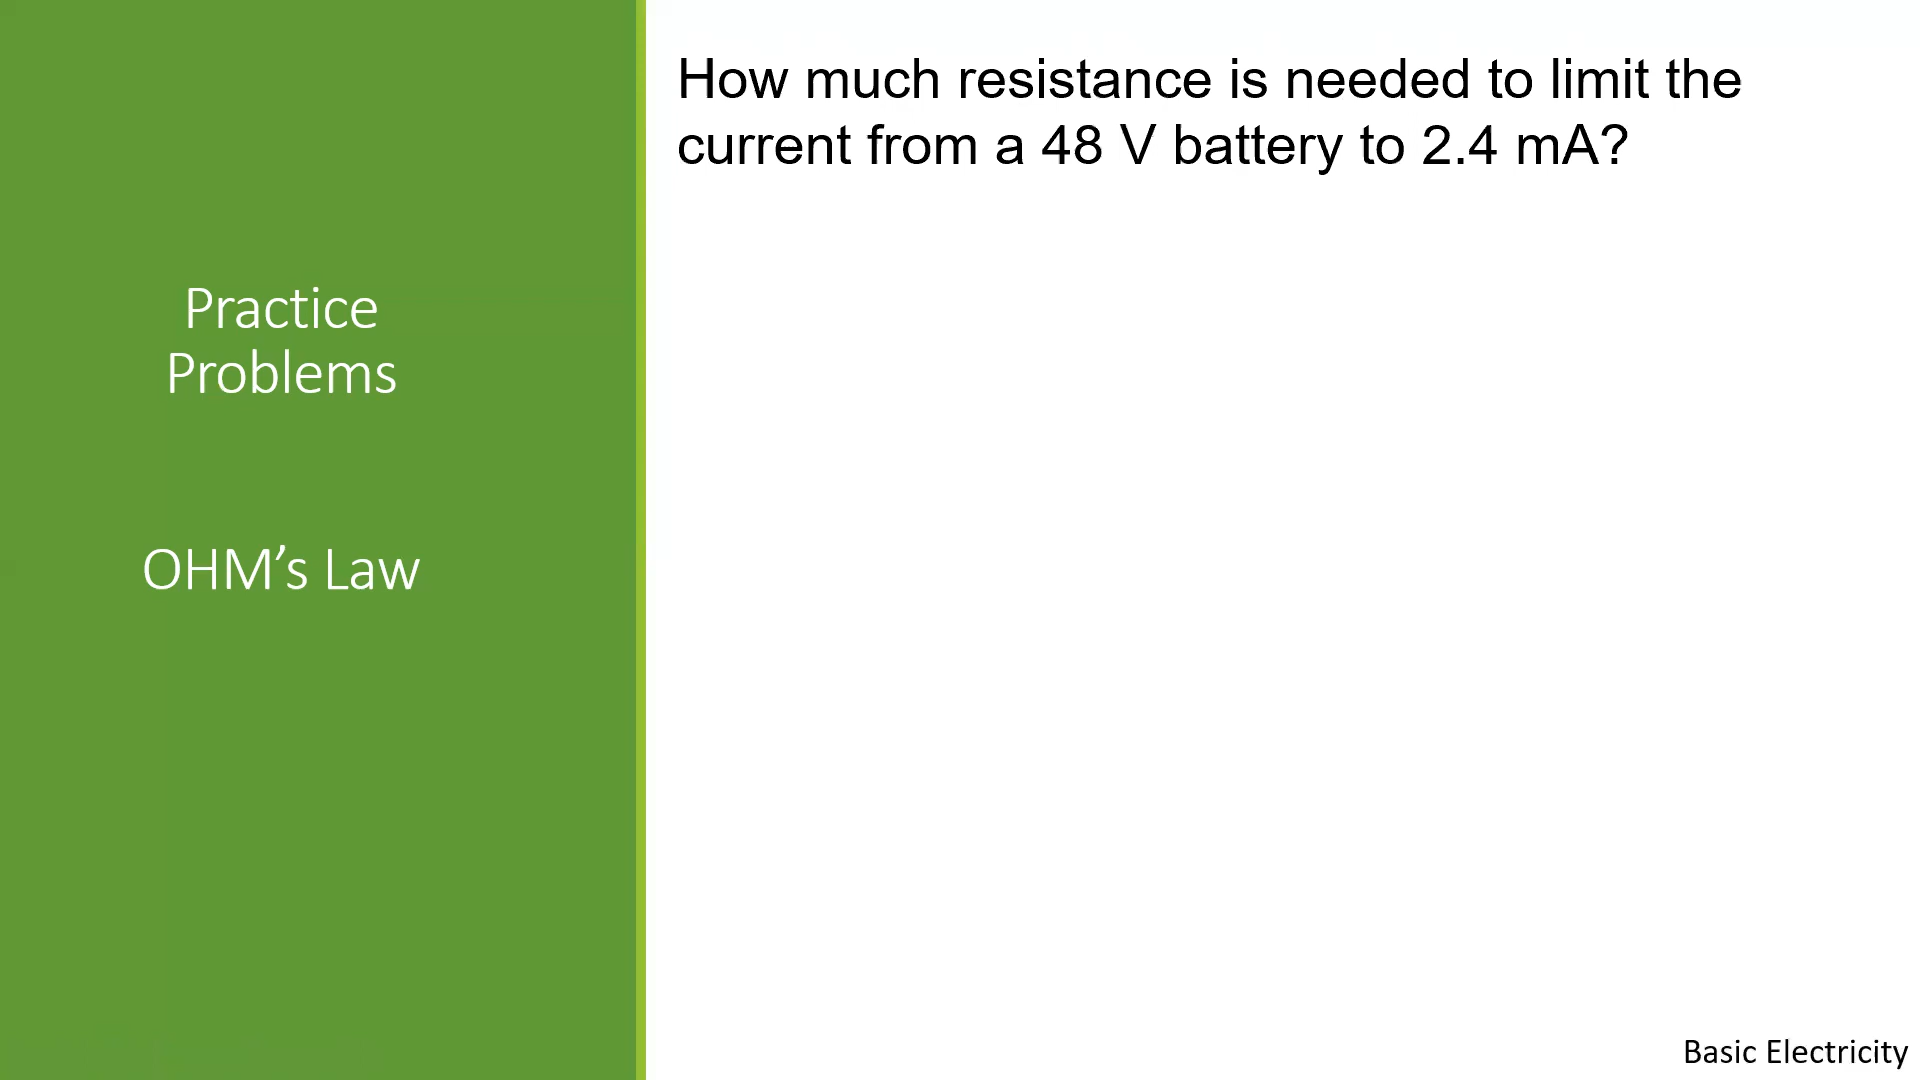 How much resistance is needed to limit the
current from a 48 V battery to 2.4 mA?
Practice
Problems
OHM’s Law
Basic Electricity